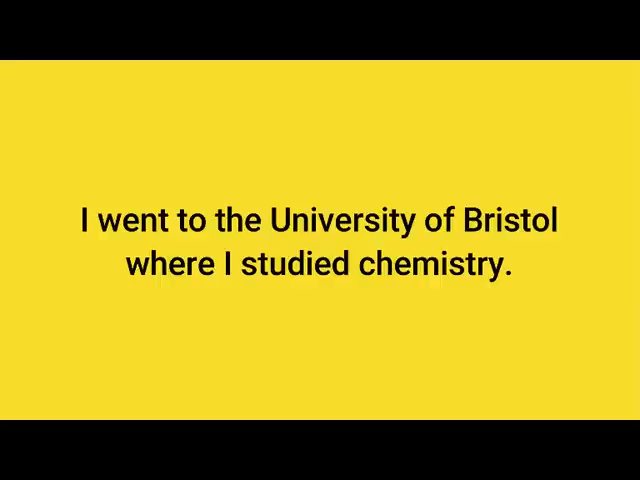 I went to the University of Bristol
where I studied chemistry.